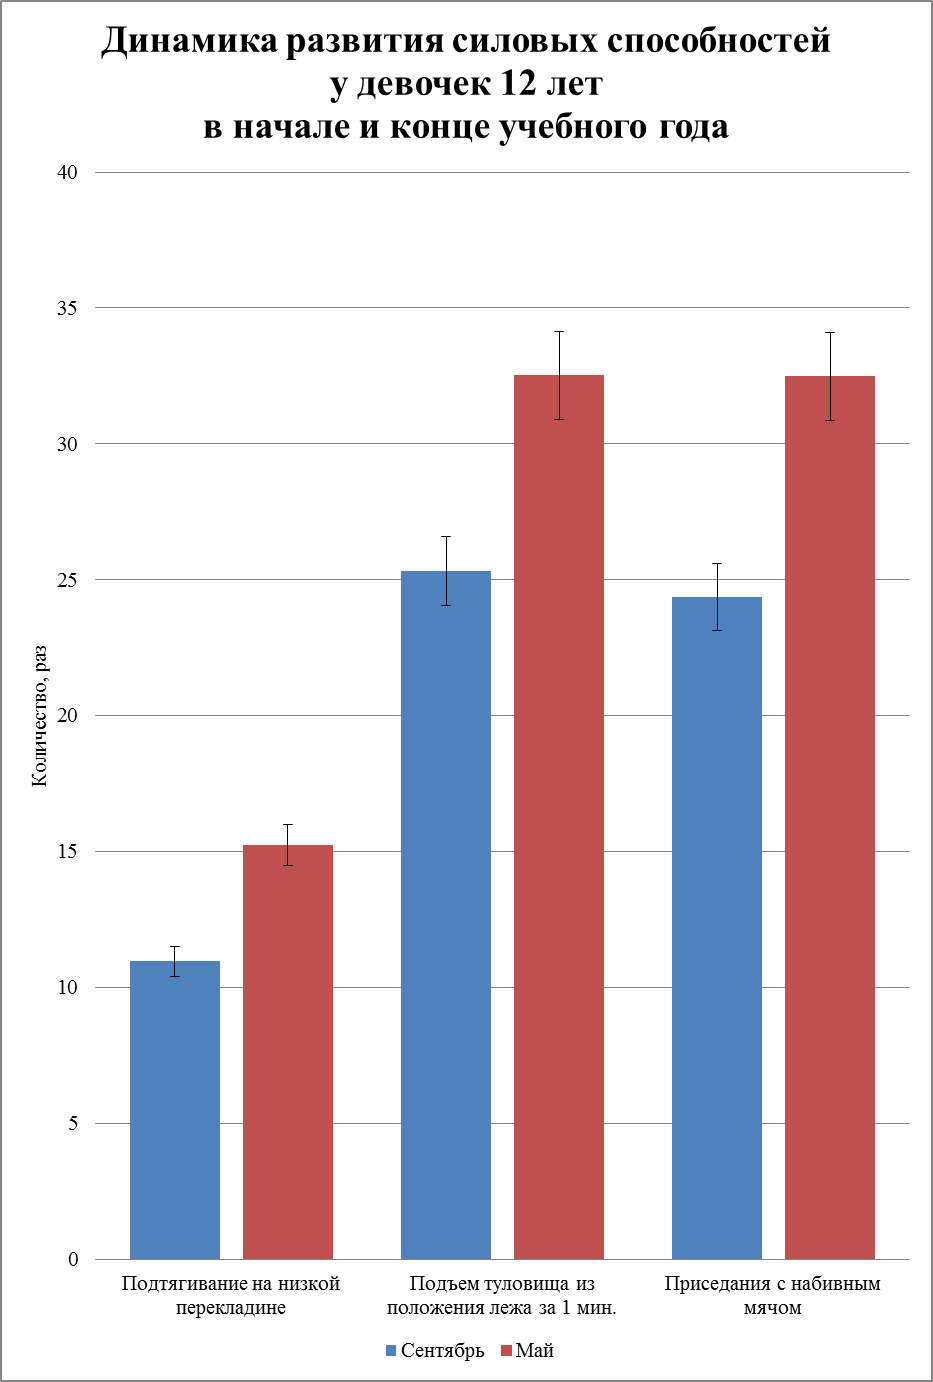 Динамика развития силовых способностей
у девочек 12 лет
в начале и конце учебного года
40
35
30
25
20
15
10
5
0
Количество, раз
Подтягивание на низкой
перекладине
Подъем туловища из
положения лежа за 1 мин.
Приседания с набивным
мячом
Сентябрь
Май